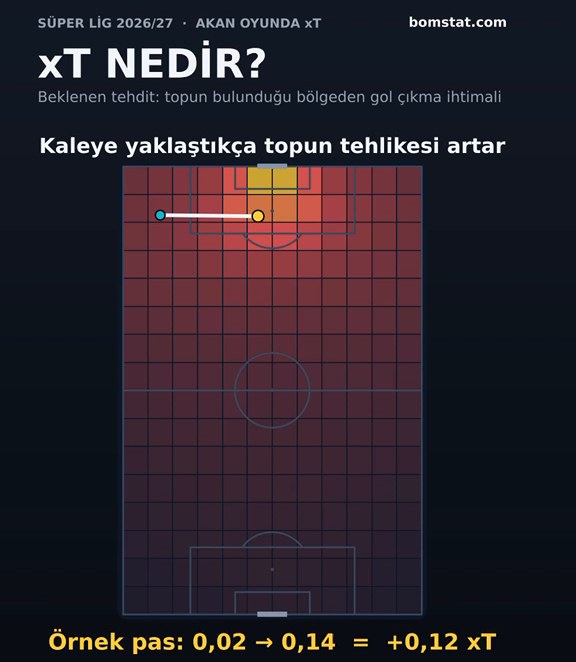 SÜPER LİG 2026/27 · AKAN OYUNDA xT
bomstat.com
xT NEDİR?
Beklenen tehdit: topun bulunduğu bölgeden gol çıkma ihtimali
Kaleye yaklaştıkça topun tehlikesi artar
Örnek pas: 0,02 → 0,14 = +0,12 xT